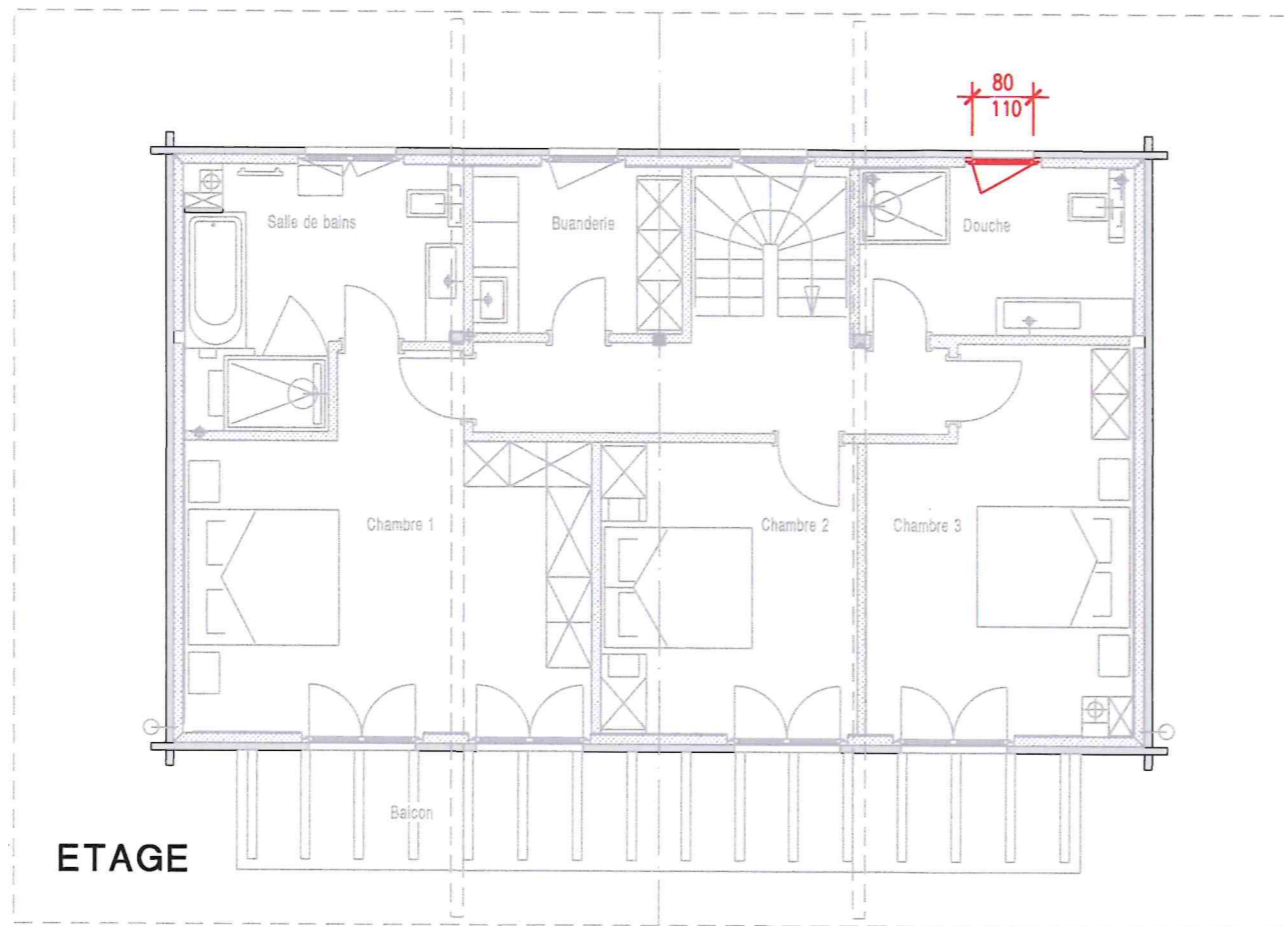 80
110
Salle de bains
Buanderie
Douche
Chambre 1
Chambre 2
Chambre 3
Balcon
ETAGE